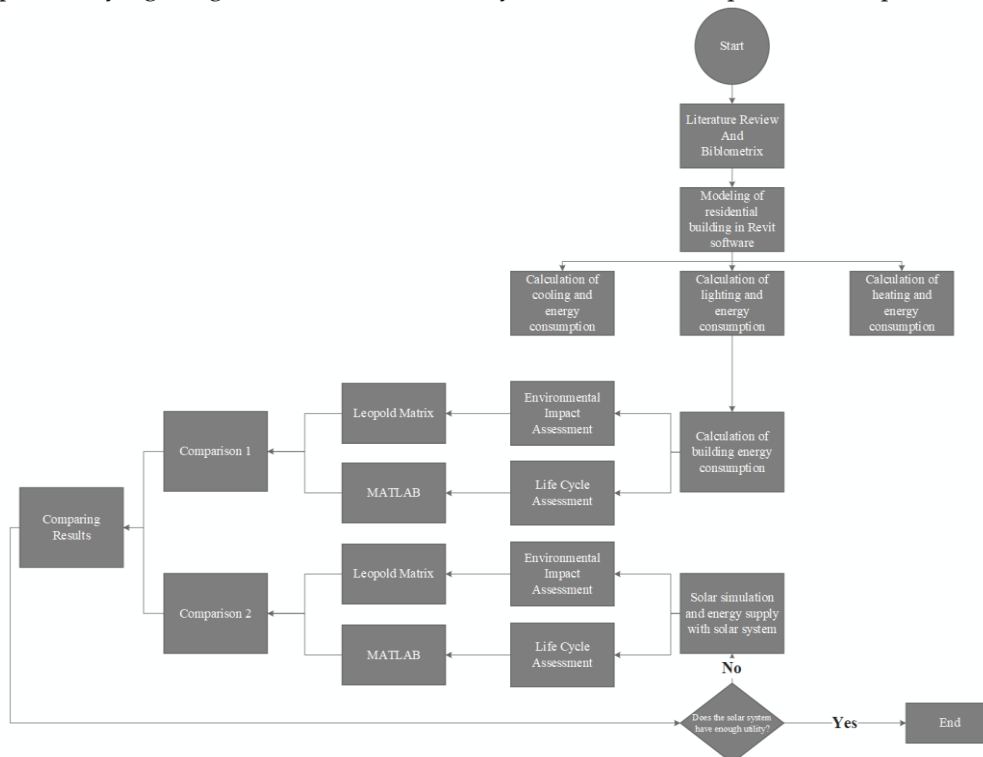 Start
Literature Review
And
Biblometrix
Modeling of
residential
building in Revit
software
Calculation of
cooling and
energy
consumption
Calculation of
lighting and
energy
consumption
Calculation of
heating and
energy
consumption
Leopold Matrix
Environmental
Impact
Assessment
Calculation of
building energy
consumption
Comparison 1
MATLAB
Life Cycle
Assessment
Comparing
Results
Leopold Matrix
Environmental
Impact
Assessment
Solar simulation
and energy supply
with solar system
Comparison 2
MATLAB
Life Cycle
Assessment
No
Does the solar system
have enough utility?
Yes
End